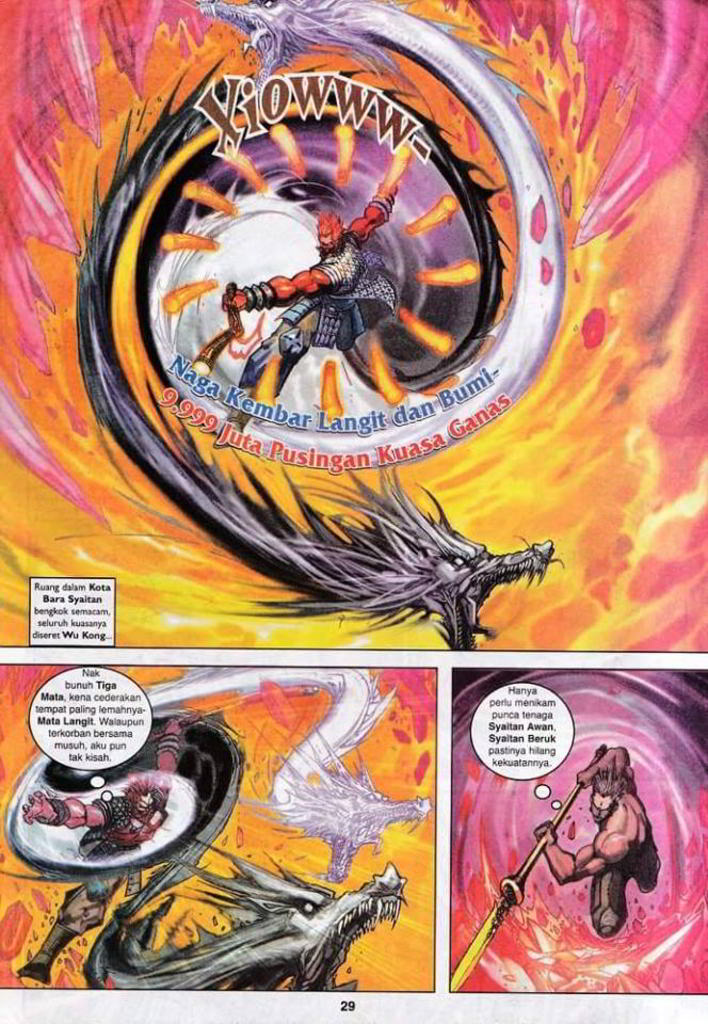 Yiowww-
Naga Kembar Langit dan Bumi-
9,999 Juta Pusingan Kuasa Ganas
Ruang dalam Kota
Bara Syaitan
bengkok semacam,
seluruh kuasanya
diseret Wu Kong...
Nak
bunuh Tiga
Mata, kena cederakan
tempat paling lemahnya-
Mata Langit. Walaupun
terkorban bersama
musuh, aku pun
tak kisah.
Hanya
perlu menikam
punca tenaga
Syaitan Awan,
Syaitan Beruk
pastinya hilang
kekuatannya.
29